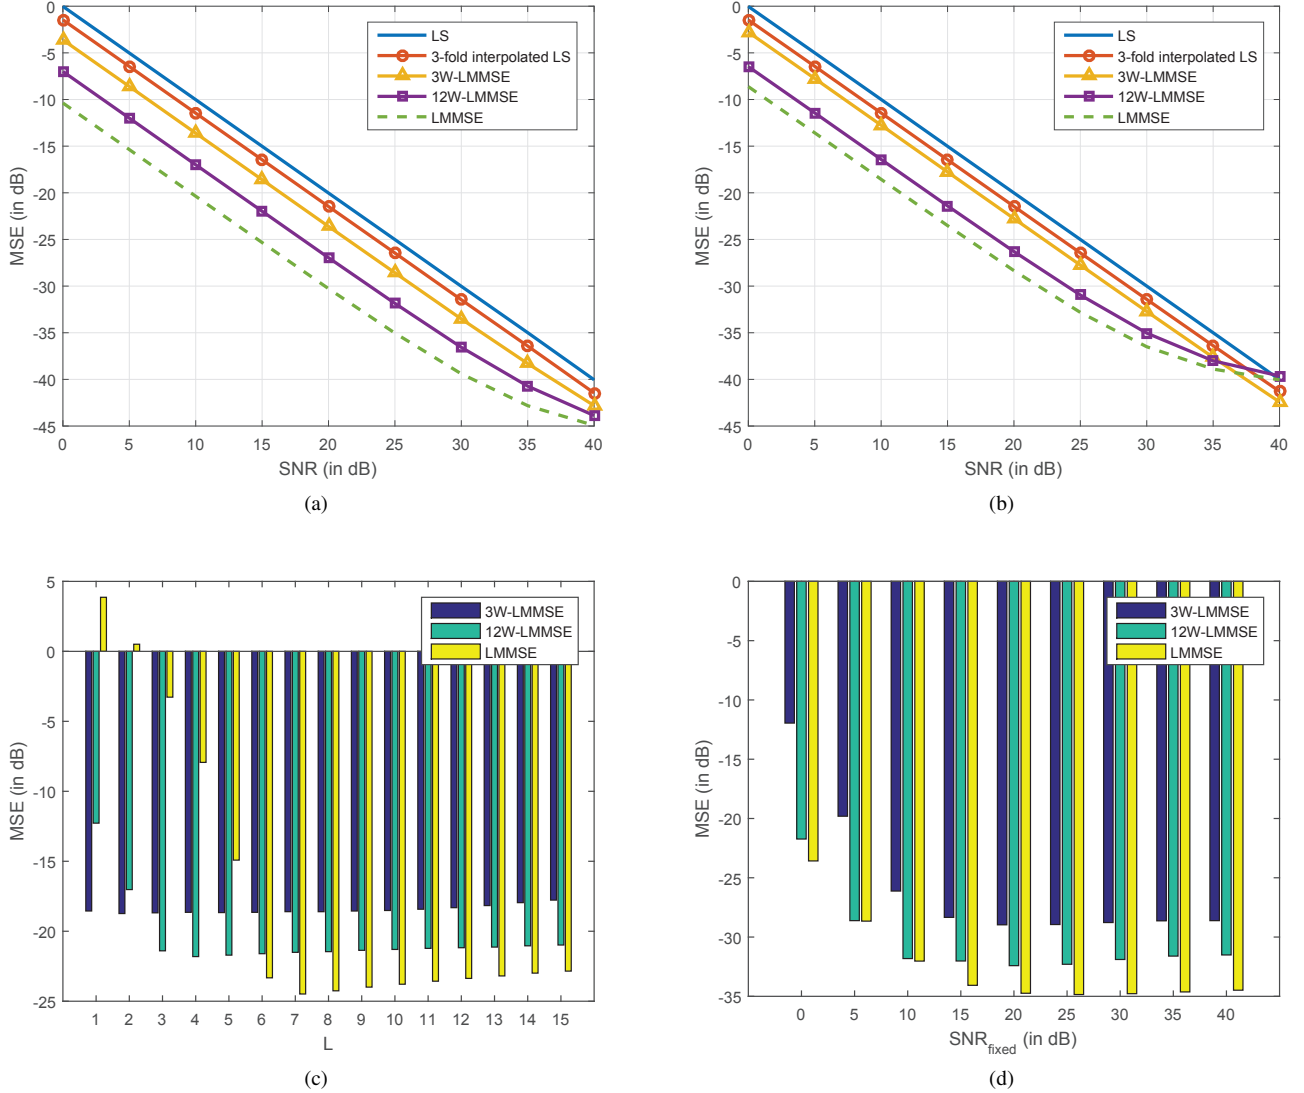 0
-5
-10
-15
-20
-25
-30
-35
-40
-45
MSE (in dB)
0 5 10 15 20 25 30 35 40
SNR (in dB)
LS
3-fold interpolated LS
3W-LMMSE
12W-LMMSE
LMMSE
(a)
0
-5
-10
-15
-20
-25
-30
-35
-40
-45
MSE (in dB)
0 5 10 15 20 25 30 35 40
SNR (in dB)
LS
3-fold interpolated LS
3W-LMMSE
12W-LMMSE
LMMSE
(b)
5
0
-5
-10
-15
-20
-25
MSE (in dB)
1 2 3 4 5 6 7 8 9 10 11 12 13 14 15
L
3W-LMMSE
12W-LMMSE
LMMSE
(c)
0
-5
-10
-15
-20
-25
-30
-35
MSE (in dB)
0 5 10 15 20 25 30 35 40
SNR_fixed (in dB)
3W-LMMSE
12W-LMMSE
LMMSE
(d)